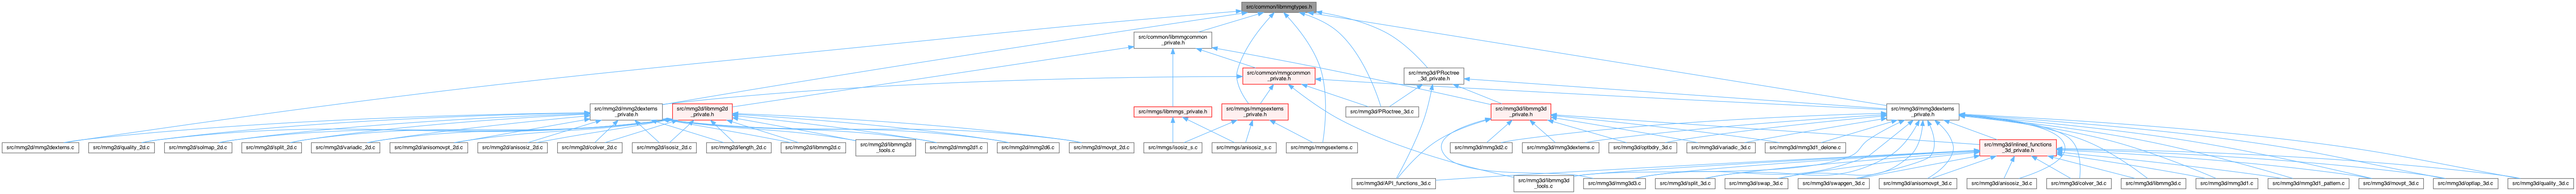 src/common/libmmgtypes.h
src/common/libmmgcommon
_private.h
src/common/mmgcommon
_private.h
src/mmg3d/PRoctree
_3d_private.h
src/mmg2d/mmg2dexterns
_private.h
src/mmg2d/libmmg2d
_private.h
src/mmgs/libmmgs_private.h
src/mmgs/mmgsexterns
_private.h
src/mmg3d/PRoctree_3d.c
src/mmg3d/libmmg3d
_private.h
src/mmg3d/mmg3dexterns
_private.h
src/mmg2d/mmg2dexterns.c
src/mmg2d/quality_2d.c
src/mmg2d/solmap_2d.c
src/mmg2d/split_2d.c
src/mmg2d/variadic_2d.c
src/mmg2d/anisomovpt_2d.c
src/mmg2d/anisosiz_2d.c
src/mmg2d/colver_2d.c
src/mmg2d/isosiz_2d.c
src/mmg2d/length_2d.c
src/mmg2d/libmmg2d.c
src/mmg2d/libmmg2d
_tools.c
src/mmg2d/mmg2d1.c
src/mmg2d/mmg2d6.c
src/mmg2d/movpt_2d.c
src/mmgs/isosiz_s.c
src/mmgs/anisosiz_s.c
src/mmgs/mmgsexterns.c
src/mmg3d/mmg3d2.c
src/mmg3d/mmg3dexterns.c
src/mmg3d/optbdry_3d.c
src/mmg3d/variadic_3d.c
src/mmg3d/mmg3d1_delone.c
src/mmg3d/inlined_functions
_3d_private.h
src/mmg3d/API_functions_3d.c
src/mmg3d/libmmg3d
_tools.c
src/mmg3d/mmg3d3.c
src/mmg3d/split_3d.c
src/mmg3d/swap_3d.c
src/mmg3d/swapgen_3d.c
src/mmg3d/anisomovpt_3d.c
src/mmg3d/anisosiz_3d.c
src/mmg3d/colver_3d.c
src/mmg3d/libmmg3d.c
src/mmg3d/mmg3d1.c
src/mmg3d/mmg3d1_pattern.c
src/mmg3d/movpt_3d.c
src/mmg3d/optlap_3d.c
src/mmg3d/quality_3d.c